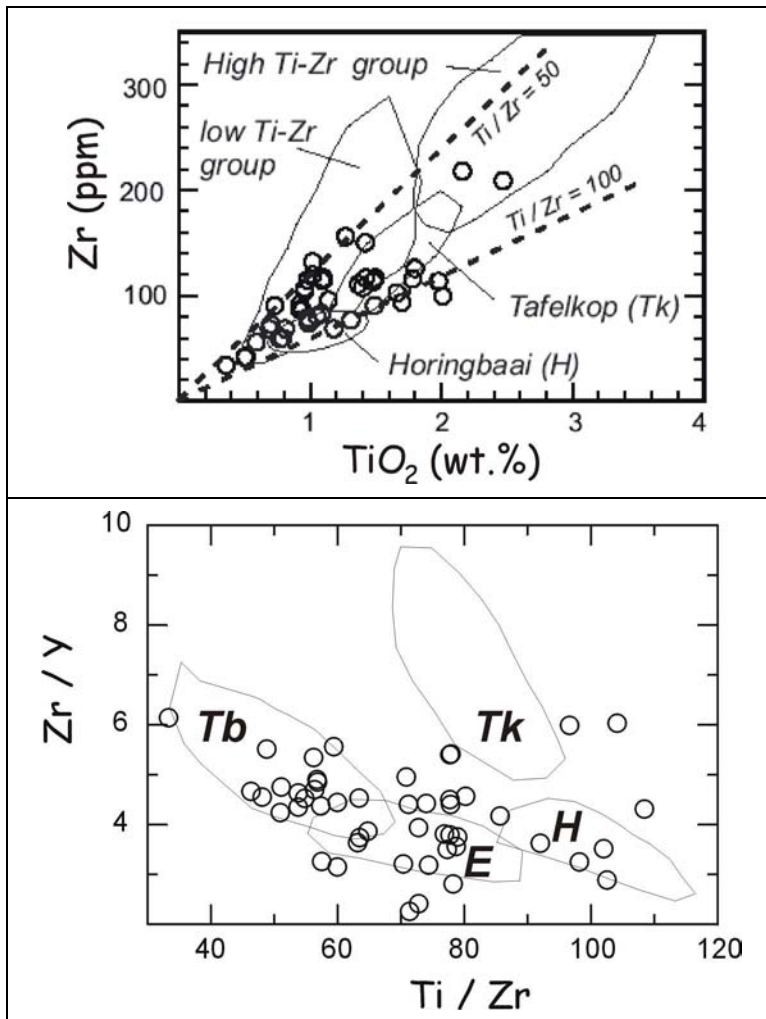 High Ti-Zr group
300
Ti / Zr = 50
low Ti-Zr
group
Zr (ppm)
200
Ti / Zr = 100
100
Tafelkop (Tk)
Horingbaai (H)
1
2
3
4
TiO2 (wt.%)
10
8
Zr / y
Tb
Tk
6
4
H
E
40
60
80
100
120
Ti / Zr